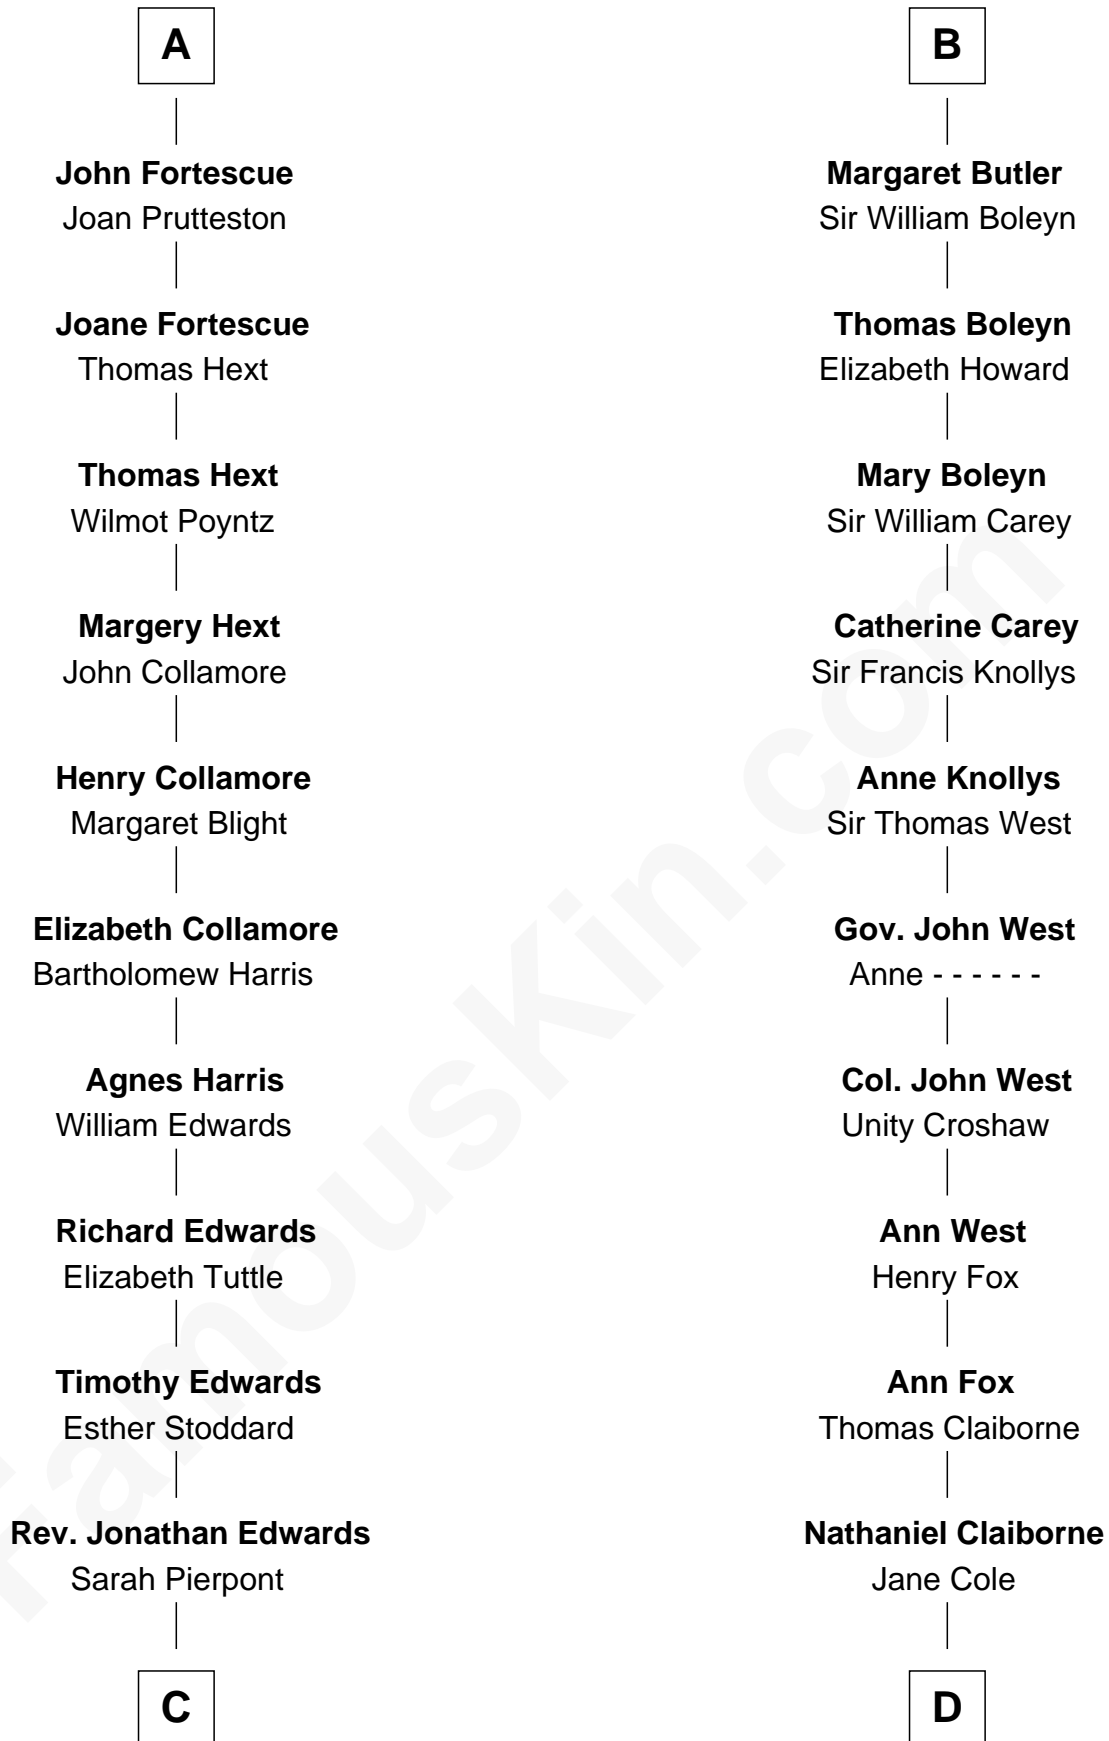 A
John Fortescue
Joan Prutteston
Joane Fortescue
Thomas Hext
Thomas Hext
Wilmot Poyntz
Margery Hext
John Collamore
Henry Collamore
Margaret Blight
Elizabeth Collamore
Bartholomew Harris
Agnes Harris
William Edwards
Richard Edwards
Elizabeth Tuttle
Timothy Edwards
Esther Stoddard
Rev. Jonathan Edwards
Sarah Pierpont
C
B
Margaret Butler
Sir William Boleyn
Thomas Boleyn
Elizabeth Howard
Mary Boleyn
Sir William Carey
Catherine Carey
Sir Francis Knollys
Anne Knollys
Sir Thomas West
Gov. John West
Anne - - - - - -
Col. John West
Unity Croshaw
Ann West
Henry Fox
Ann Fox
Thomas Claiborne
Nathaniel Claiborne
Jane Cole
D
FamousKin.com